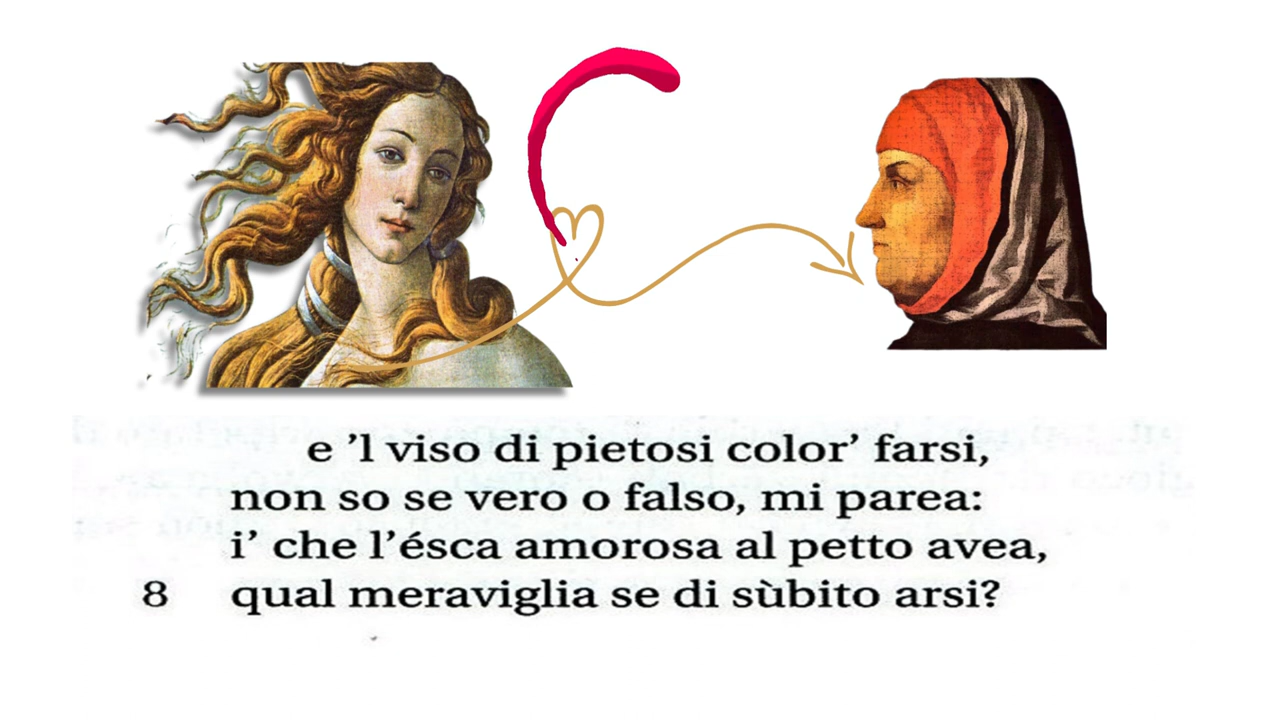 e ’l viso di pietosi color’ farsi,
non so se vero o falso, mi parea:
i’ che l’ésca amorosa al petto avea,
8 qual meraviglia se di sùbito arsi?